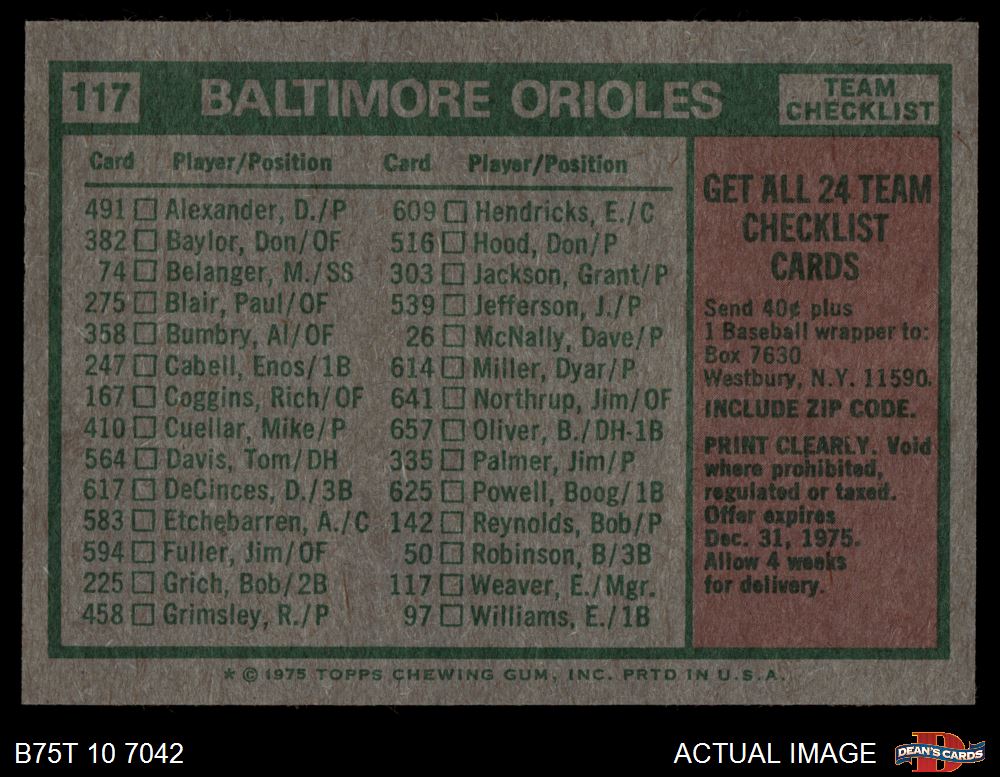 117 BALTIMORE ORIOLES TEAM CHECKLIST
Card Player/Position
491 Alexander, D./P
382 Baylor, Don/OF
74 Belanger, M./SS
275 Blair, Paul/OF
358 Bumbry, Al/OF
247 Cabell, Enos/1B
167 Coggins, Rich/OF
410 Cuellar, Mike/P
564 Davis, Tom/DH
617 DeCinces, D./3B
583 Etchebarren, A./C
594 Fuller, Jim/OF
225 Grich, Bob/2B
458 Grimsley, R./P
Card Player/Position
609 Hendricks, E./C
516 Hood, Don/P
303 Jackson, Grant/P
539 Jefferson, J./P
26 McNally, Dave/P
614 Miller, Dyar/P
641 Northrup, Jim/OF
657 Oliver, B./DH-1B
335 Palmer, Jim/P
625 Powell, Boog/1B
142 Reynolds, Bob/P
50 Robinson, B/3B
117 Weaver, E./Mgr.
97 Williams, E./1B
GET ALL 24 TEAM
CHECKLIST
CARDS
Send 40¢ plus
1 Baseball wrapper to:
Box 7630
Westbury, N.Y. 11590.
INCLUDE ZIP CODE.
PRINT CLEARLY. Void
where prohibited,
regulated or taxed.
Offer expires
Dec. 31, 1975.
Allow 4 weeks
for delivery.
* © 1975 TOPPS CHEWING GUM, INC. PRTD IN U.S.A.
B75T 10 7042
ACTUAL IMAGE
DEAN'S CARDS